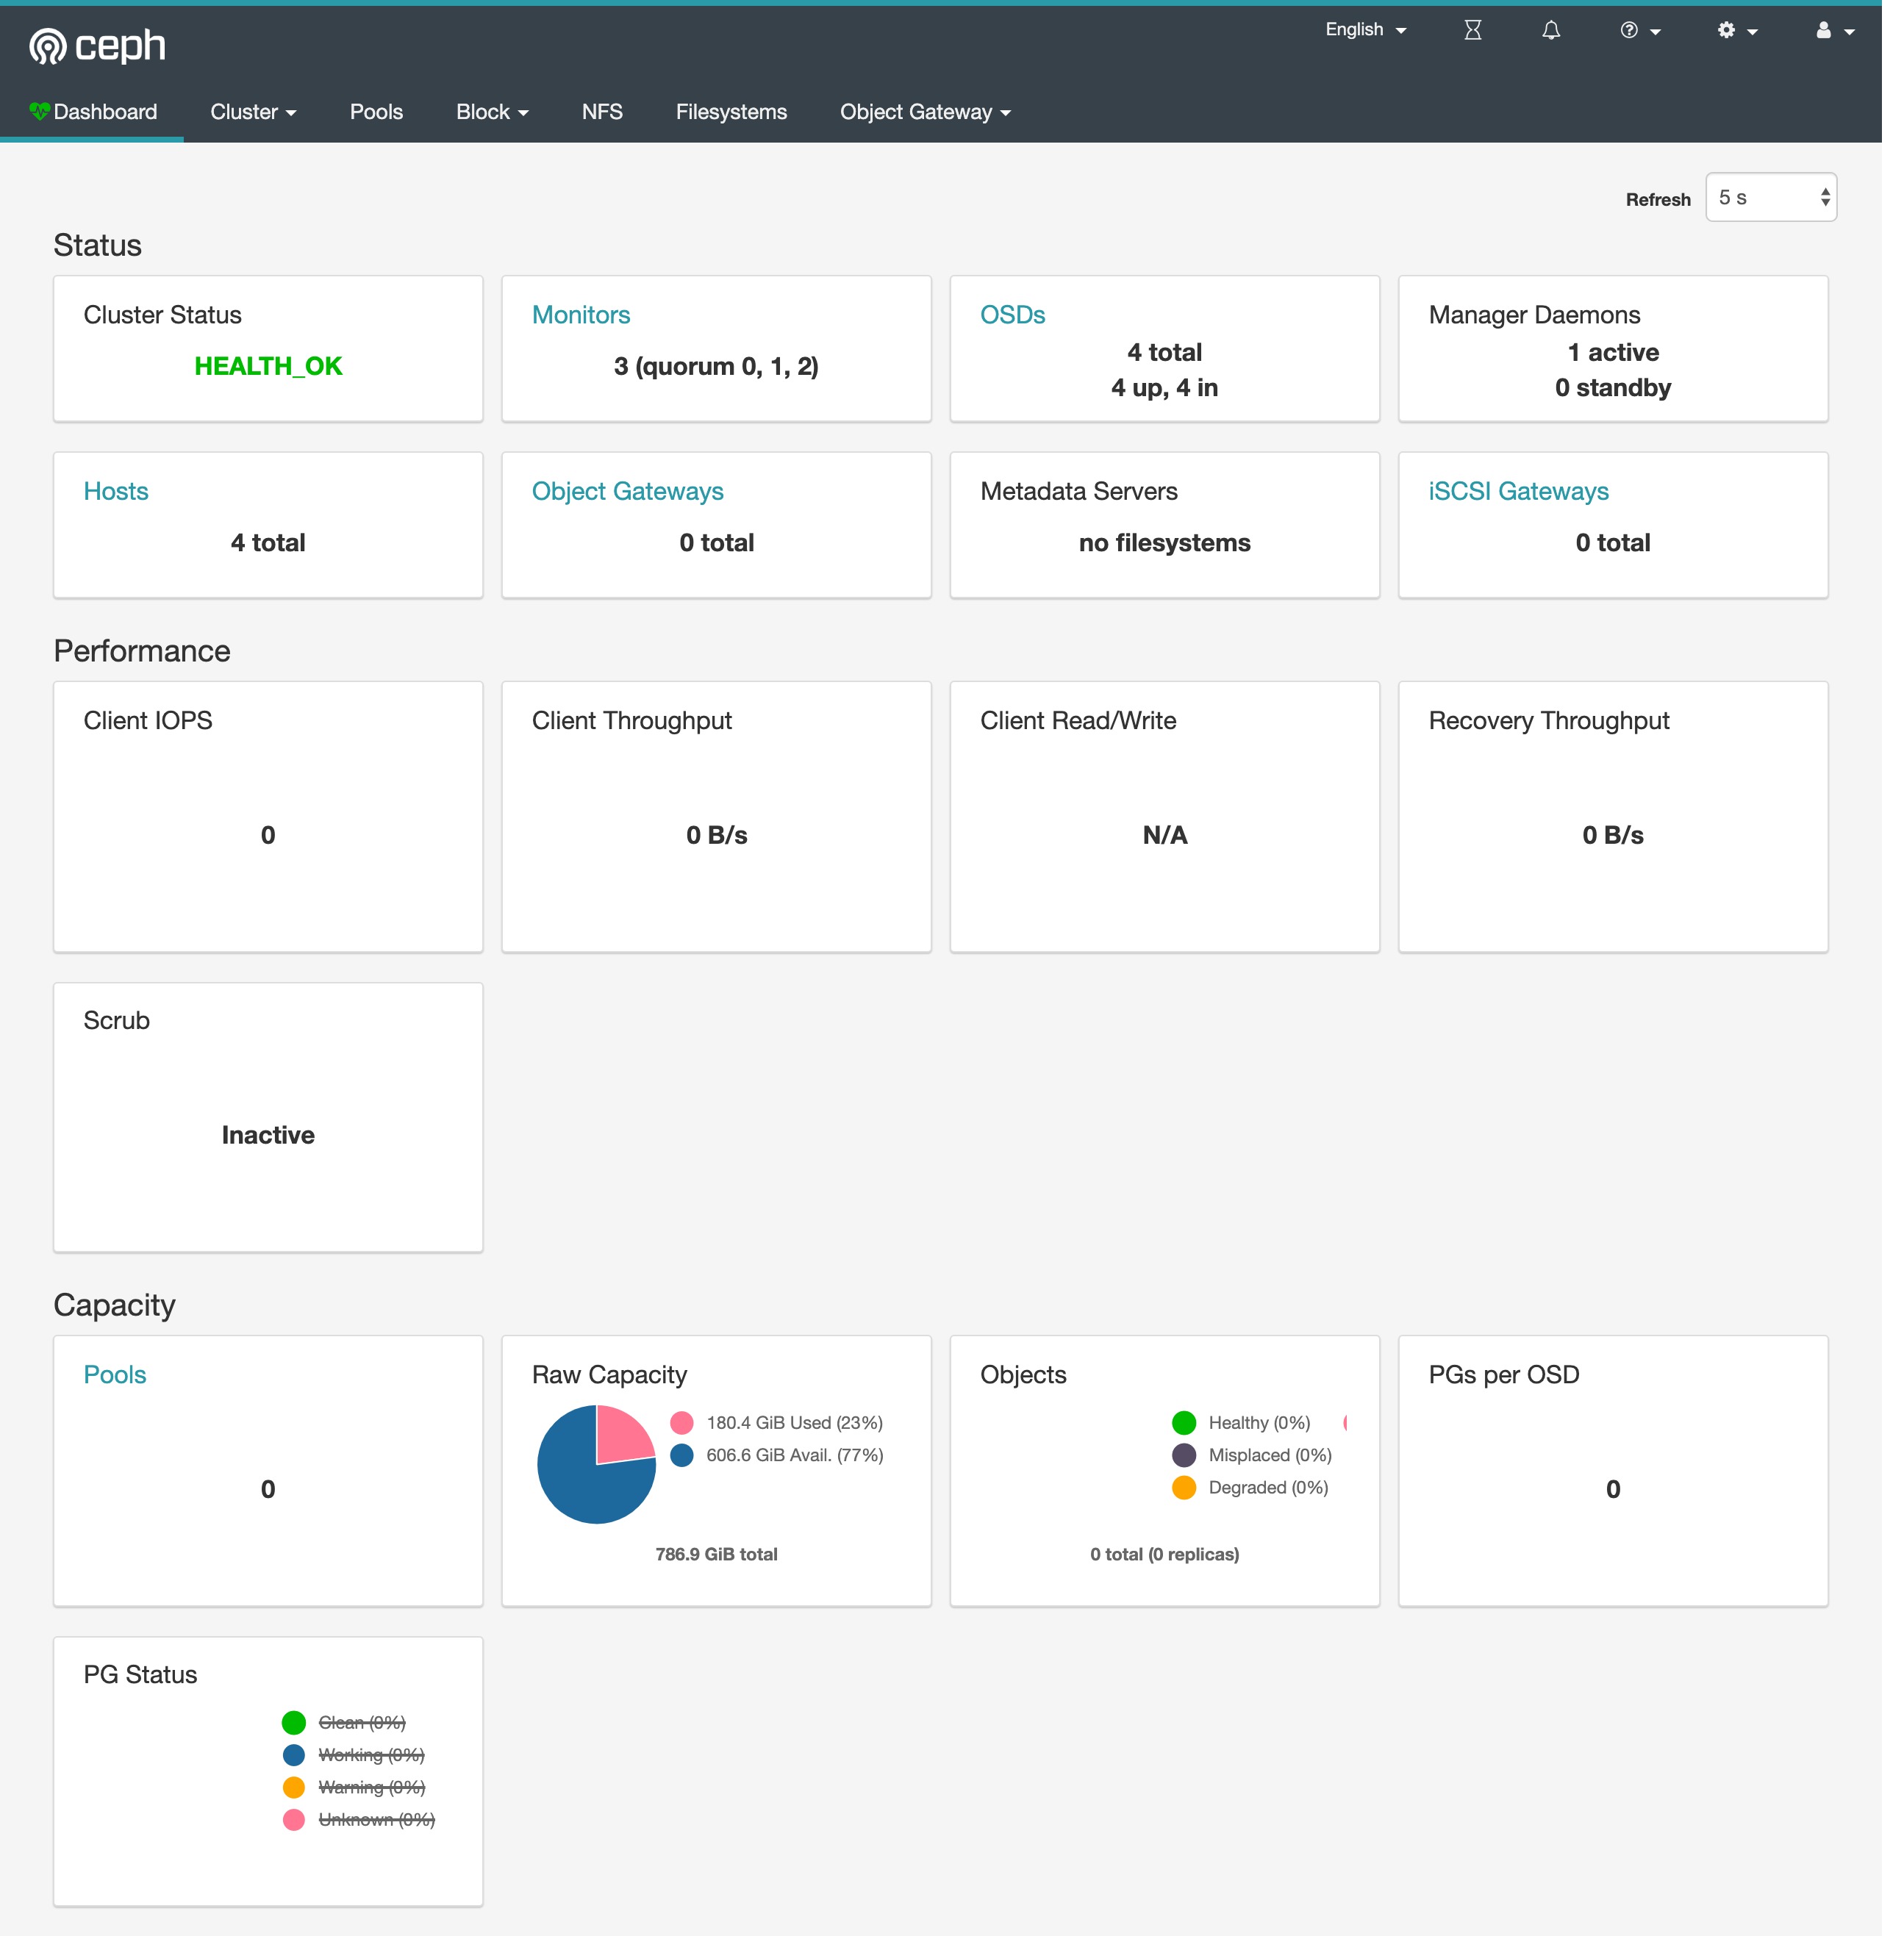 ceph
English
Dashboard Cluster Pools Block NFS Filesystems Object Gateway
Refresh 5 s
Status
Cluster Status
HEALTH_OK
Monitors
3 (quorum 0, 1, 2)
OSDs
4 total
4 up, 4 in
Manager Daemons
1 active
0 standby
Hosts
4 total
Object Gateways
0 total
Metadata Servers
no filesystems
iSCSI Gateways
0 total
Performance
Client IOPS
0
Client Throughput
0 B/s
Client Read/Write
N/A
Recovery Throughput
0 B/s
Scrub
Inactive
Capacity
Pools
0
Raw Capacity
180.4 GiB Used (23%)
606.6 GiB Avail. (77%)
786.9 GiB total
Objects
Healthy (0%)
Misplaced (0%)
Degraded (0%)
0 total (0 replicas)
PGs per OSD
0
PG Status
Clean (0%)
Working (0%)
Warning (0%)
Unknown (0%)